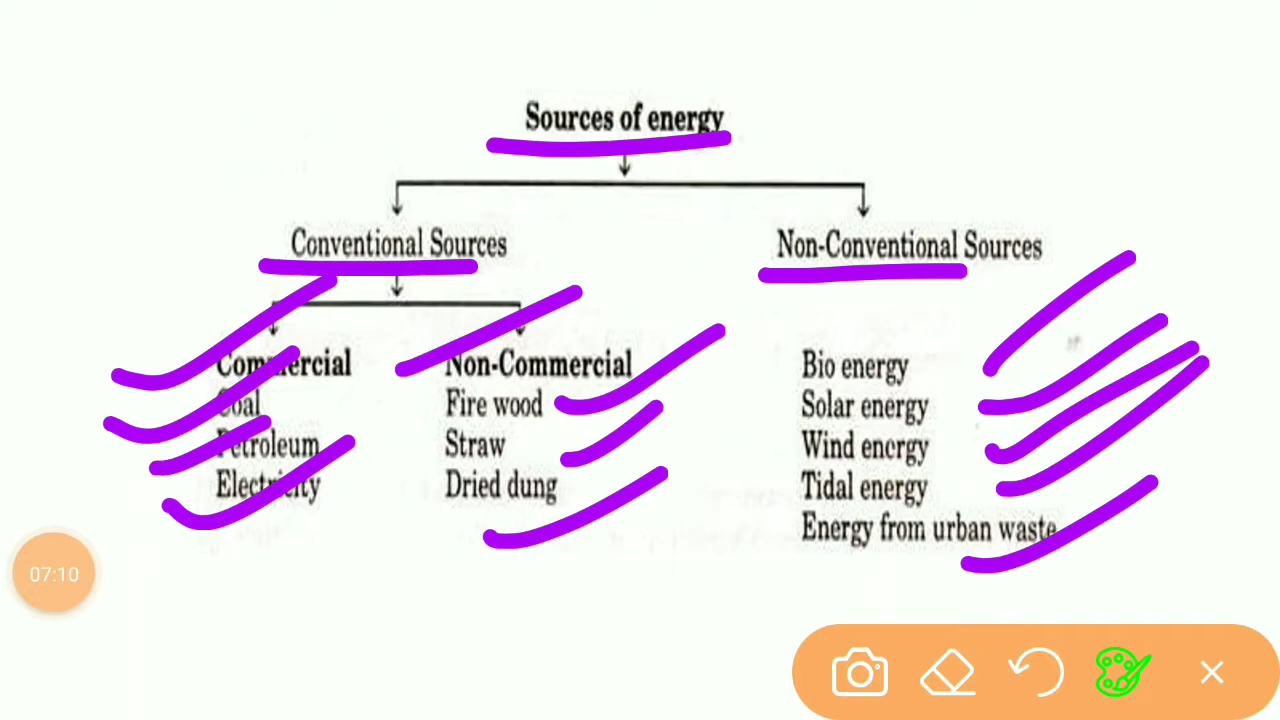 Sources of energy
Conventional Sources
Non-Conventional Sources
Commercial
Coal
Petroleum
Electricity
Non-Commercial
Fire wood
Straw
Dried dung
Bio energy
Solar energy
Wind energy
Tidal energy
Energy from urban waste
07:10